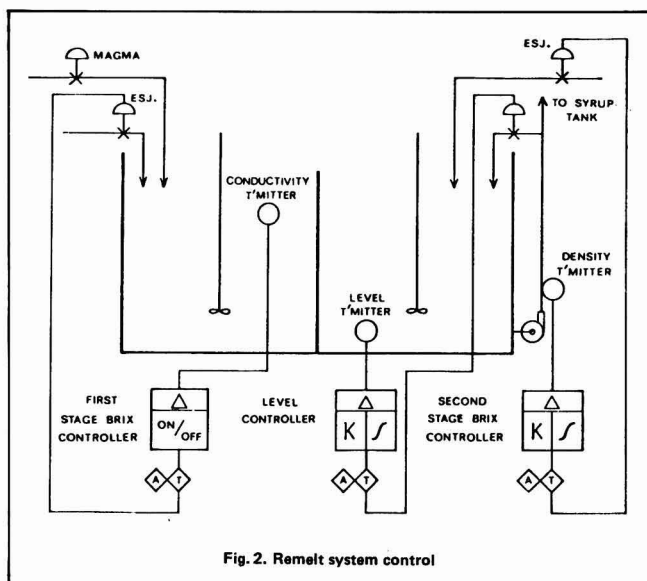 MAGMA
ESJ.
ESJ.
TO SYRUP
TANK
CONDUCTIVITY
T'MITTER
DENSITY
T'MITTER
LEVEL
T'MITTER
FIRST
STAGE BRIX
CONTROLLER
ON/OFF
LEVEL
CONTROLLER
K ∫
SECOND
STAGE BRIX
CONTROLLER
K ∫
A T
A T
A T
Fig. 2. Remelt system control